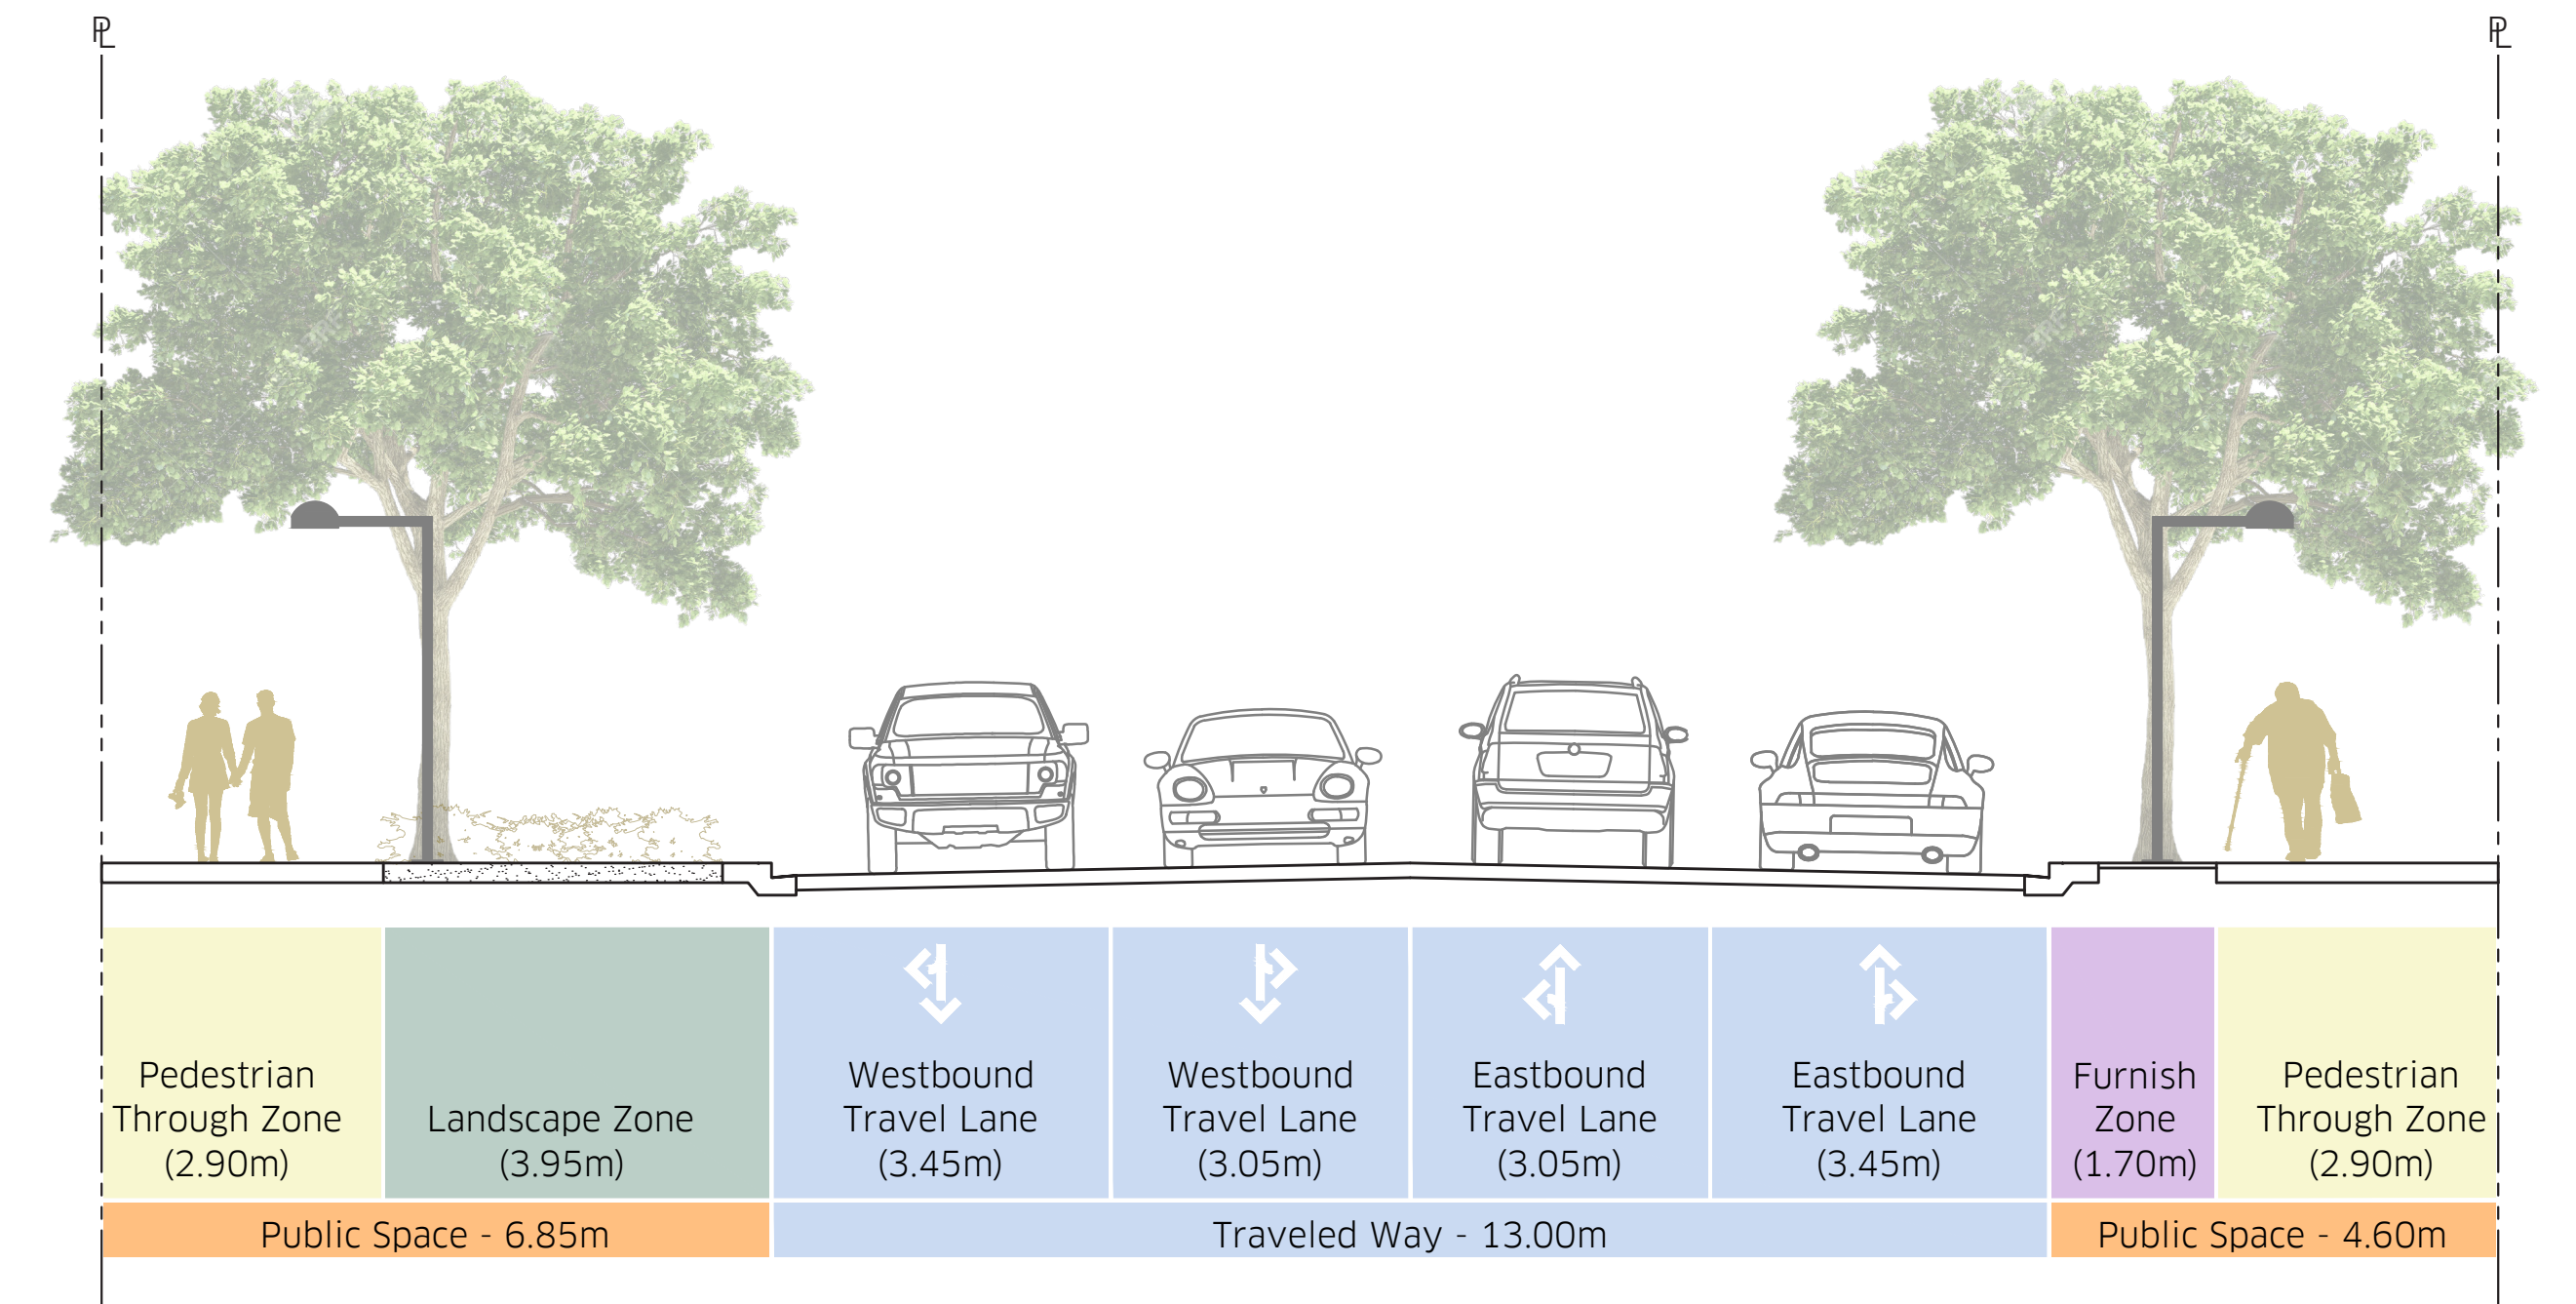 PL
PL
Pedestrian
Through Zone
(2.90m)
Landscape Zone
(3.95m)
Westbound
Travel Lane
(3.45m)
Westbound
Travel Lane
(3.05m)
Eastbound
Travel Lane
(3.05m)
Eastbound
Travel Lane
(3.45m)
Furnish
Zone
(1.70m)
Pedestrian
Through Zone
(2.90m)
Public Space - 6.85m
Traveled Way - 13.00m
Public Space - 4.60m